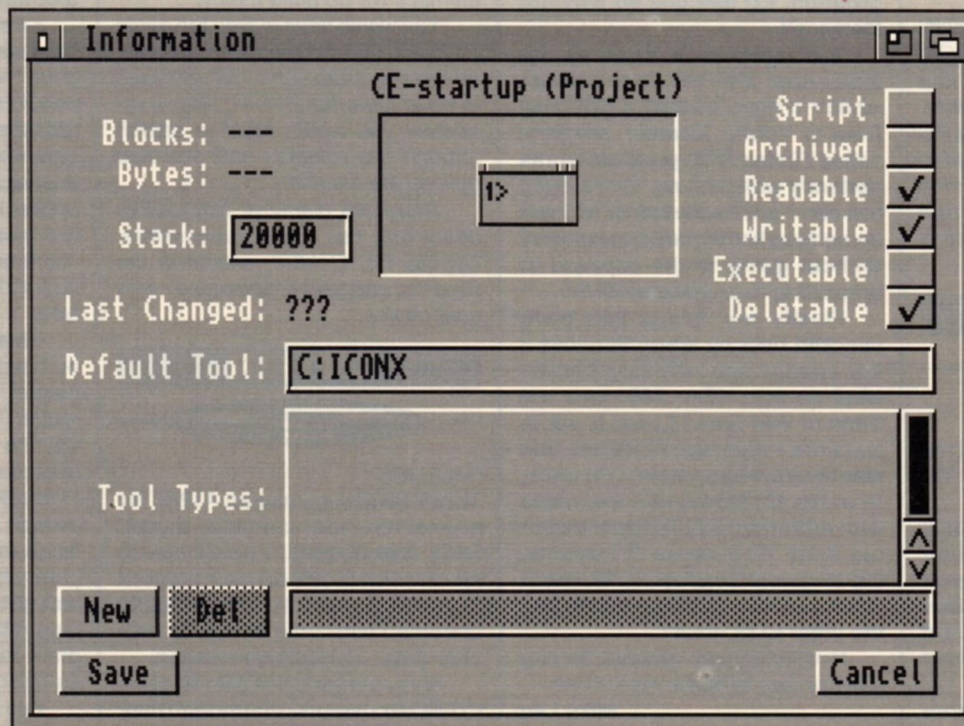 Information
CE-startup (Project)
Blocks: ---
Bytes: ---
Stack: 20000
1>
Script
Archived
Readable
Writable
Executable
Deletable
Last Changed: ???
Default Tool: C:ICONX
Tool Types:
New
Del
Save
Cancel